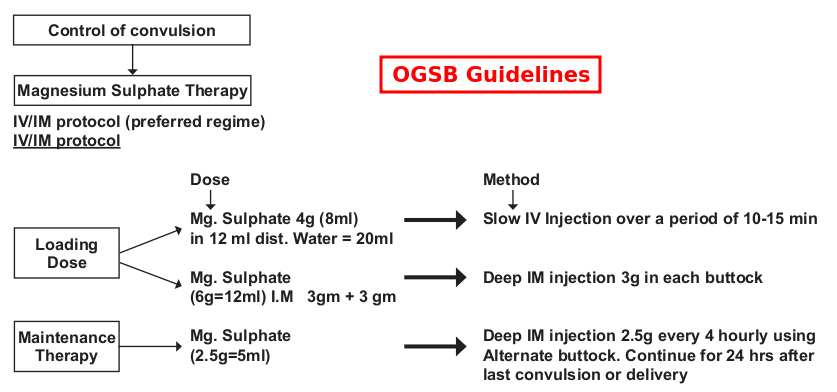 Control of convulsion
OGSB Guidelines
Magnesium Sulphate Therapy
IV/IM protocol (preferred regime)
IV/IM protocol
Dose
Method
Loading
Dose
Mg. Sulphate 4g (8ml)
in 12 ml dist. Water = 20ml
Slow IV Injection over a period of 10-15 min
Mg. Sulphate
(6g=12ml) I.M 3gm + 3 gm
Deep IM injection 3g in each buttock
Maintenance
Therapy
Mg. Sulphate
(2.5g=5ml)
Deep IM injection 2.5g every 4 hourly using
Alternate buttock. Continue for 24 hrs after
last convulsion or delivery